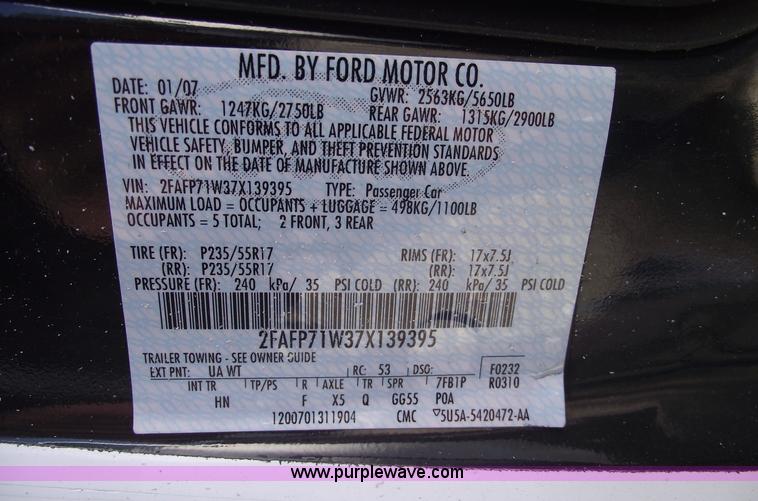 MFD. BY FORD MOTOR CO.
DATE: 01/07 GVWR: 2563KG/5650LB
FRONT GAWR: 1247KG/2750LB REAR GAWR: 1315KG/2900LB
THIS VEHICLE CONFORMS TO ALL APPLICABLE FEDERAL MOTOR
VEHICLE SAFETY, BUMPER, AND THEFT PREVENTION STANDARDS
IN EFFECT ON THE DATE OF MANUFACTURE SHOWN ABOVE.
VIN: 2FAFP71W37X139395 TYPE: Passenger Car
MAXIMUM LOAD = OCCUPANTS + LUGGAGE = 498KG/1100LB
OCCUPANTS = 5 TOTAL; 2 FRONT, 3 REAR
TIRE (FR): P235/55R17 RIMS (FR): 17x7.5J
(RR): P235/55R17 (RR): 17x7.5J
PRESSURE (FR): 240 kPa/ 35 PSI COLD (RR): 240 kPa/ 35 PSI COLD
2FAFP71W37X139395
TRAILER TOWING - SEE OWNER GUIDE
EXT PNT: UA WT RC: 53 DSO: F0232
INT TR TP/PS R AXLE TR SPR 7FB1P R0310
HN F X5 Q GG55 POA
1200701311904 CMC ▽5U5A-5420472-AA
www.purplewave.com